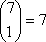 (7
1) = 7